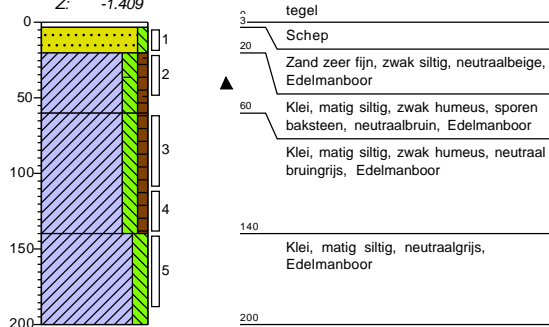 Z: -1.409
0
50
100
150
200
1
2
3
4
5
0
tegel
3
Schep
20
Zand zeer fijn, zwak siltig, neutraalbeige,
Edelmanboor
60
Klei, matig siltig, zwak humeus, sporen
baksteen, neutraalbruin, Edelmanboor
Klei, matig siltig, zwak humeus, neutraal
bruingrijs, Edelmanboor
140
Klei, matig siltig, neutraalgrijs,
Edelmanboor
200